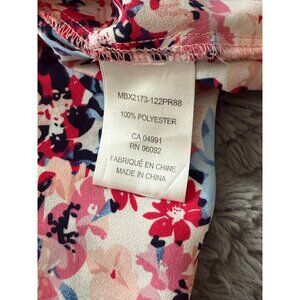 MBX2173-122PR88
100% POLYESTER
CA 04991
RN 96092
FABRIQUÉ EN CHINE
MADE IN CHINA